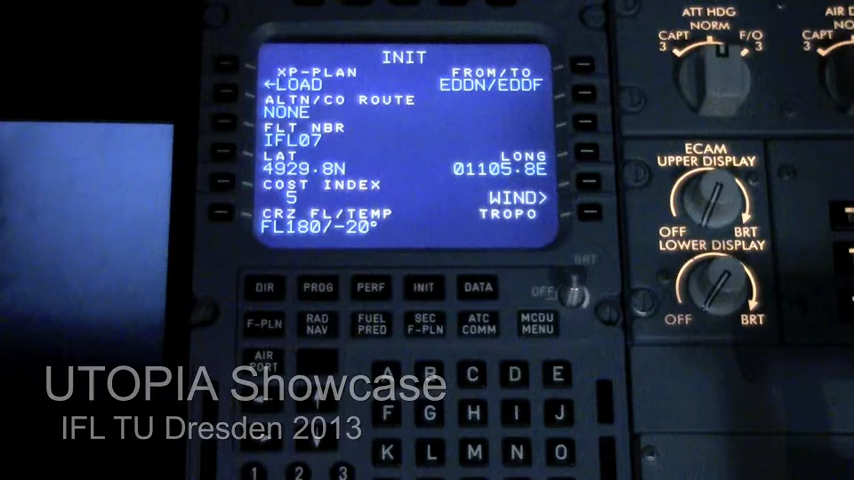 INIT
XP-PLAN FROM/TO
←LOAD EDDN/EDDF
ALTN/CO ROUTE
NONE
FLT NBR
IFL07
LAT LONG
4929.8N 01105.8E
COST INDEX
5 WIND>
CRZ FL/TEMP TROPO
FL180/-20°
BRT
OFF
DIR PROG PERF INIT DATA
F-PLN RAD NAV FUEL PRED SEC F-PLN ATC COMM MCDU MENU
AIR PORT
A B C D E
F G H I J
K L M N O
1 2 3
ATT HDG
NORM
CAPT 3 F/O 3
AIR D
NO
CAPT 3
ECAM
UPPER DISPLAY
OFF BRT
LOWER DISPLAY
OFF BRT
UTOPIA Showcase
IFL TU Dresden 2013